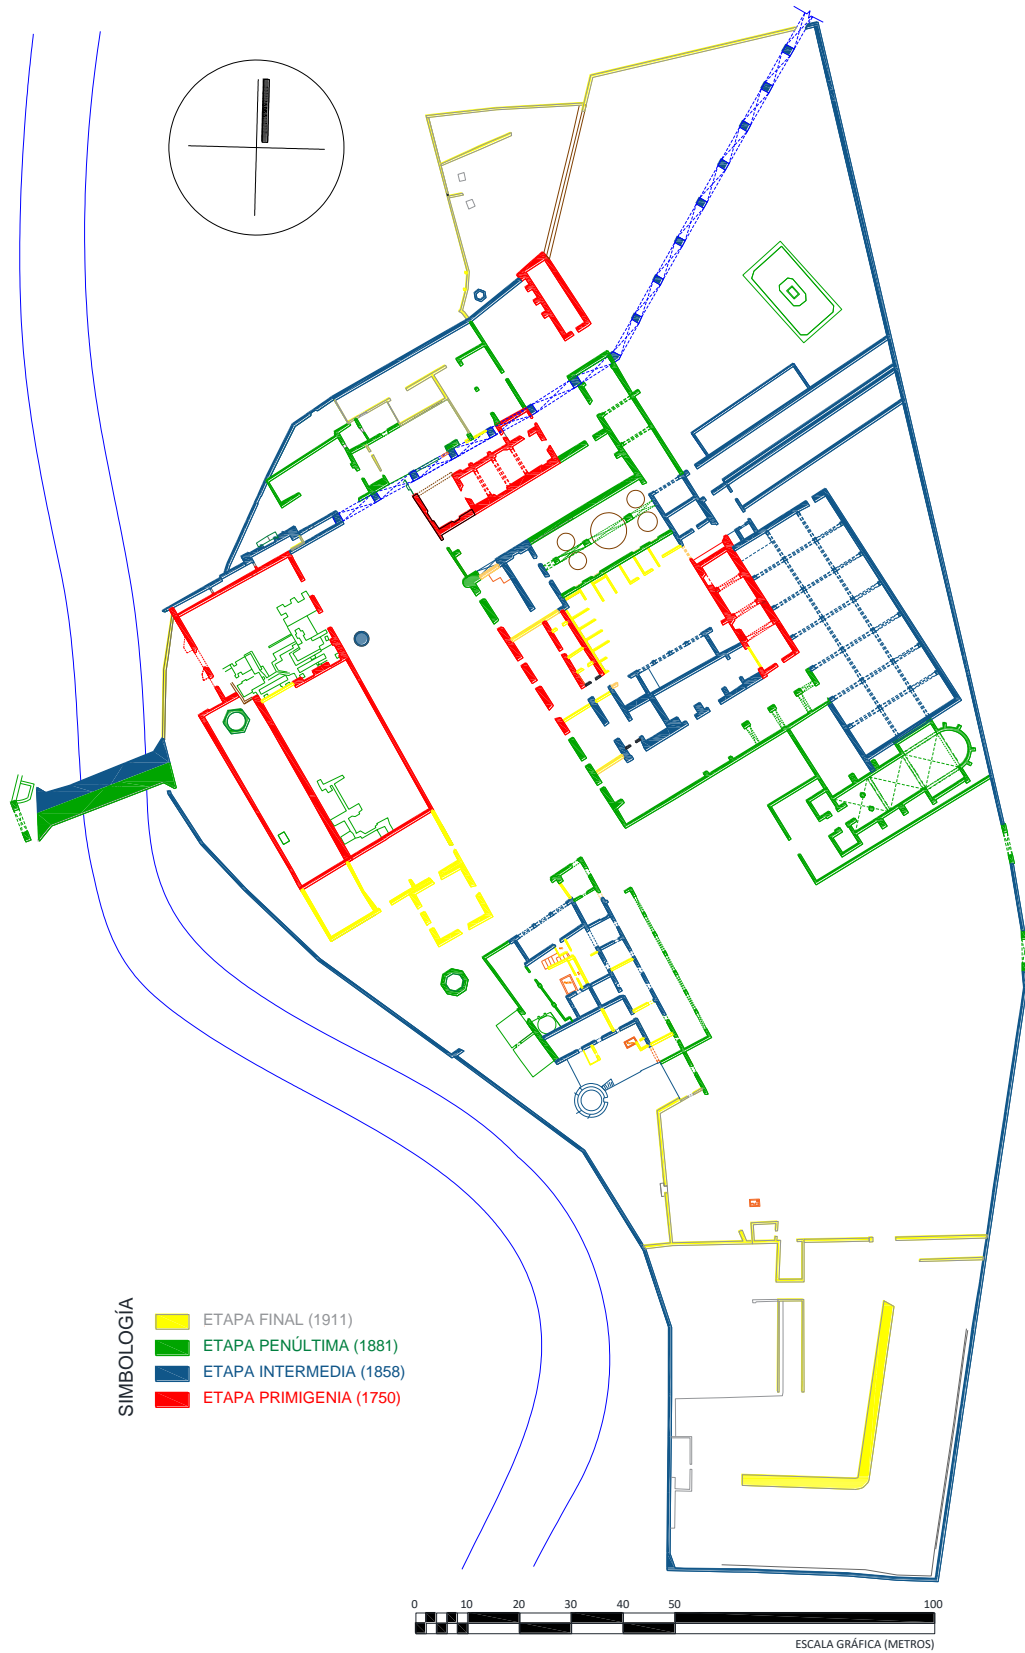 SIMBOLOGÍA
ETAPA FINAL (1911)
ETAPA PENÚLTIMA (1881)
ETAPA INTERMEDIA (1858)
ETAPA PRIMIGENIA (1750)
0 10 20 30 40 50 100
ESCALA GRÁFICA (METROS)